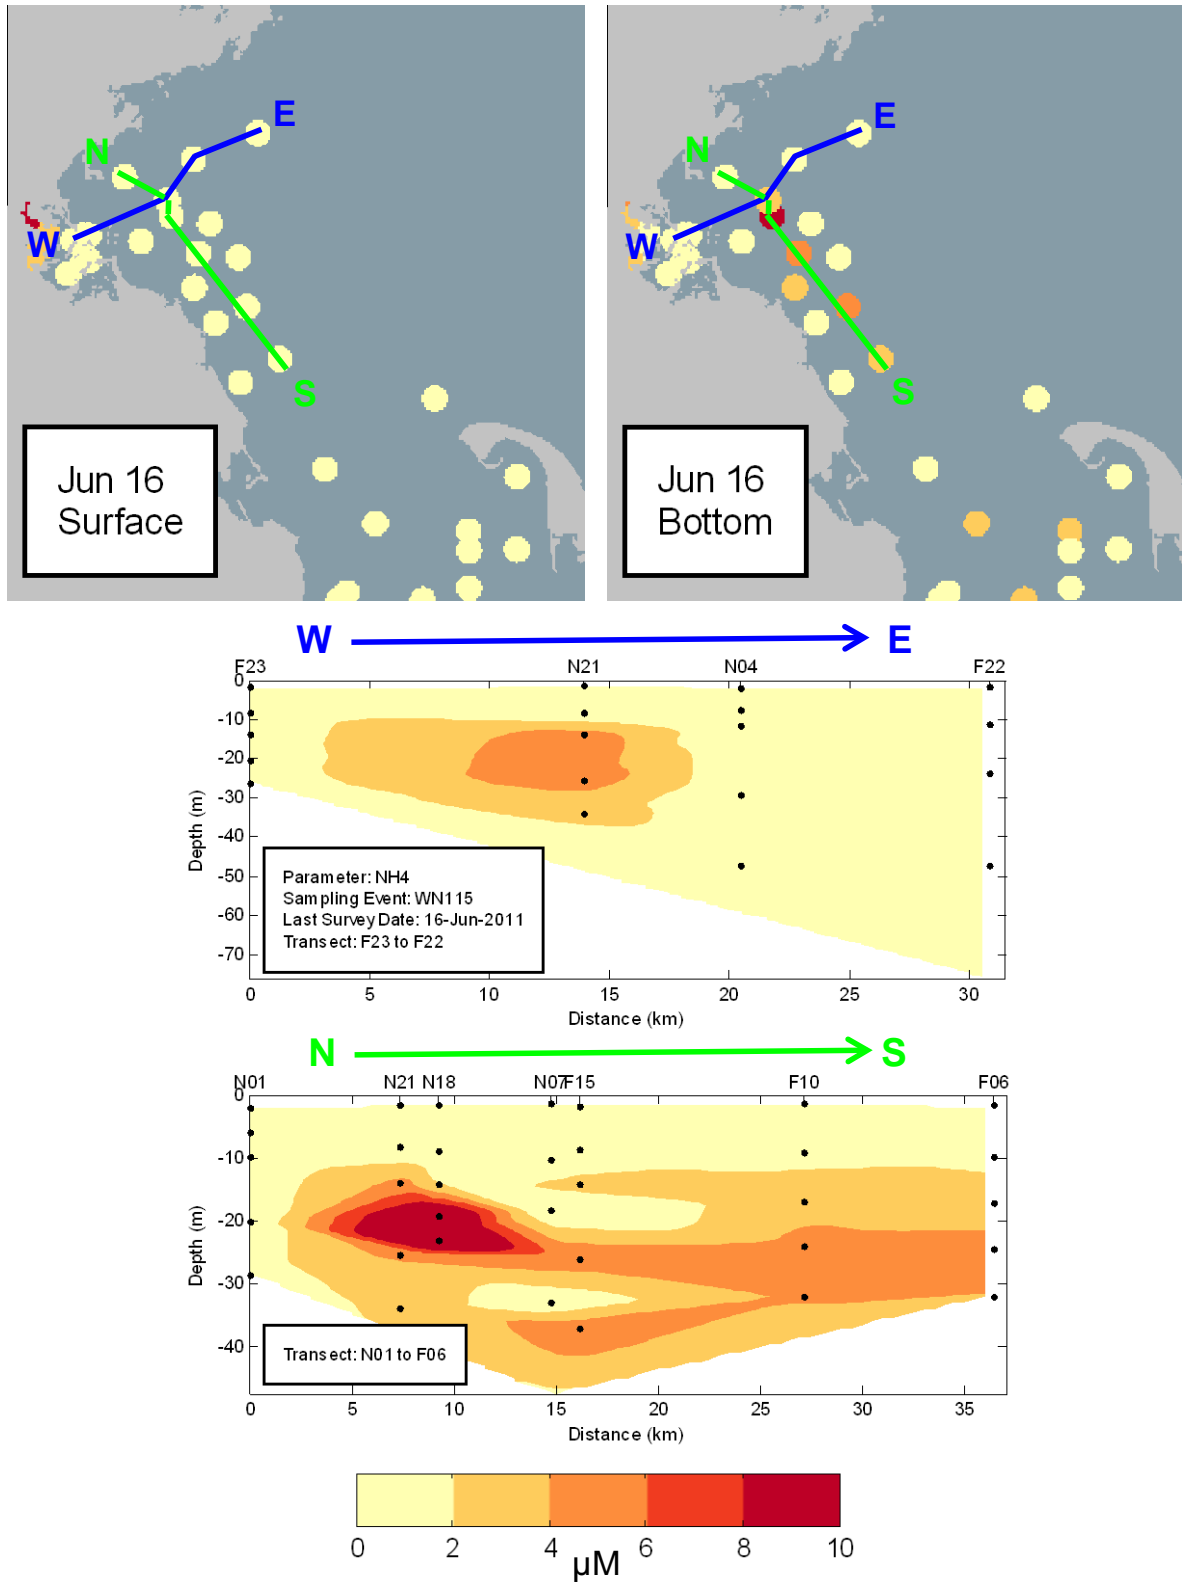 E
N
W
S
Jun 16
Surface
E
N
W
S
Jun 16
Bottom
W E
F23 N21 N04 F22
0
-10
-20
-30
-40
-50
-60
-70
Depth (m)
Parameter: NH4
Sampling Event: WN115
Last Survey Date: 16-Jun-2011
Transect: F23 to F22
0 5 10 15 20 25 30
Distance (km)
N S
N01 N21 N18 N07 F15 F10 F06
0
-10
-20
-30
-40
Depth (m)
Transect: N01 to F06
0 5 10 15 20 25 30 35
Distance (km)
0 2 4 6 8 10
µM